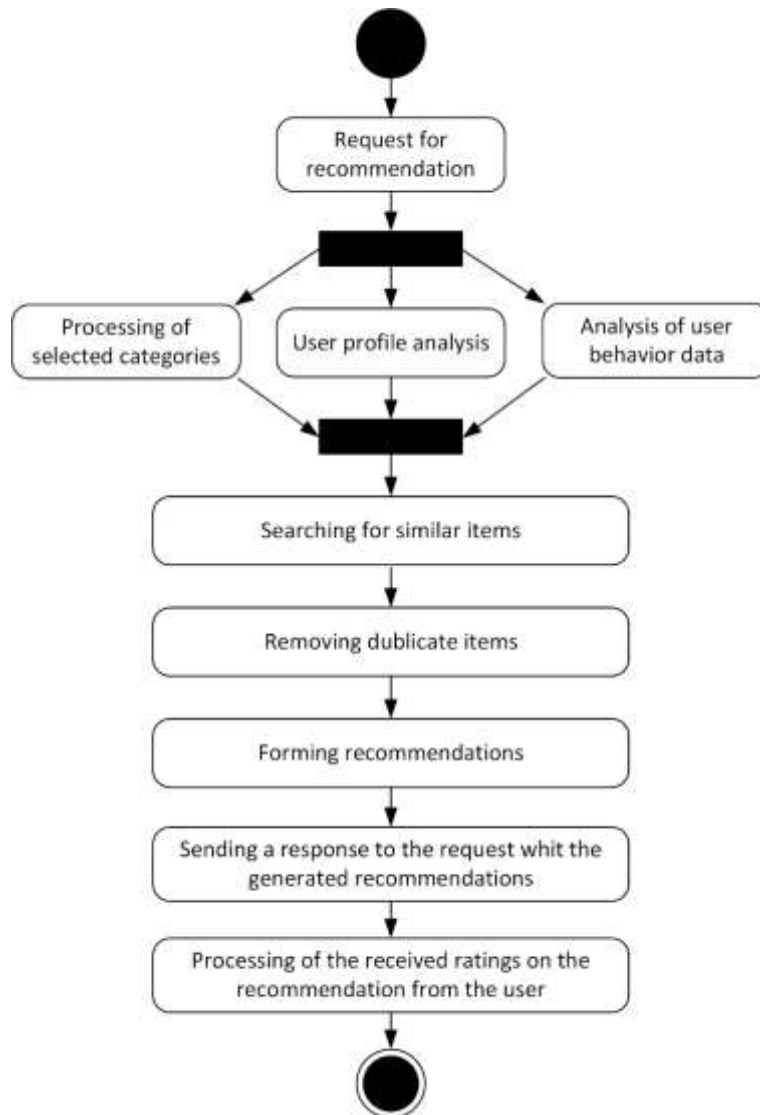 Request for
recommendation
Processing of
selected categories
User profile analysis
Analysis of user
behavior data
Searching for similar items
Removing dublicate items
Forming recommendations
Sending a response to the request whit the
generated recommendations
Processing of the received ratings on the
recommendation from the user